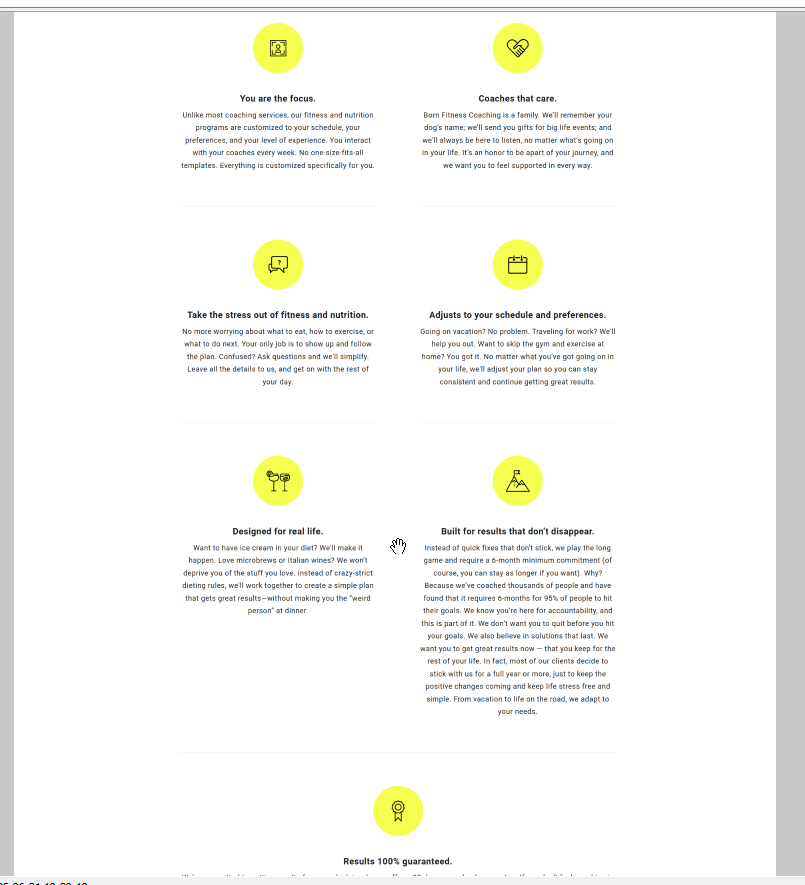 You are the focus.
Unlike most coaching services, our fitness and nutrition
programs are customized to your schedule, your
preferences, and your level of experience. You interact
with your coaches every week. No one-size-fits-all
templates. Everything is customized specifically for you.
Coaches that care.
Born Fitness Coaching is a family. We'll remember your
dog's name; we'll send you gifts for big life events; and
we'll always be here to listen, no matter what's going on
in your life. It's an honor to be apart of your journey, and
we want you to feel supported in every way.
Take the stress out of fitness and nutrition.
No more worrying about what to eat, how to exercise, or
what to do next. Your only job is to show up and follow
the plan. Confused? Ask questions and we'll simplify.
Leave all the details to us, and get on with the rest of
your day.
Adjusts to your schedule and preferences.
Going on vacation? No problem. Traveling for work? We'll
help you out. Want to skip the gym and exercise at
home? You got it. No matter what you've got going on in
your life, we'll adjust your plan so you can stay
consistent and continue getting great results.
Designed for real life.
Want to have ice cream in your diet? We'll make it
happen. Love microbrews or Italian wines? We won't
deprive you of the stuff you love. Instead of crazy-strict
dieting rules, we'll work together to create a simple plan
that gets great results—without making you the "weird
person" at dinner.
Built for results that don't disappear.
Instead of quick fixes that don't stick, we play the long
game and require a 6-month minimum commitment (of
course, you can stay as longer if you want). Why?
Because we've coached thousands of people and have
found that it requires 6-months for 95% of people to hit
their goals. We know you're here for accountability, and
this is part of it. We don't want you to quit before you hit
your goals. We also believe in solutions that last. We
want you to get great results now — that you keep for the
rest of your life. In fact, most of our clients decide to
stick with us for a full year or more, just to keep the
positive changes coming and keep life stress free and
simple. From vacation to life on the road, we adapt to
your needs.
Results 100% guaranteed.